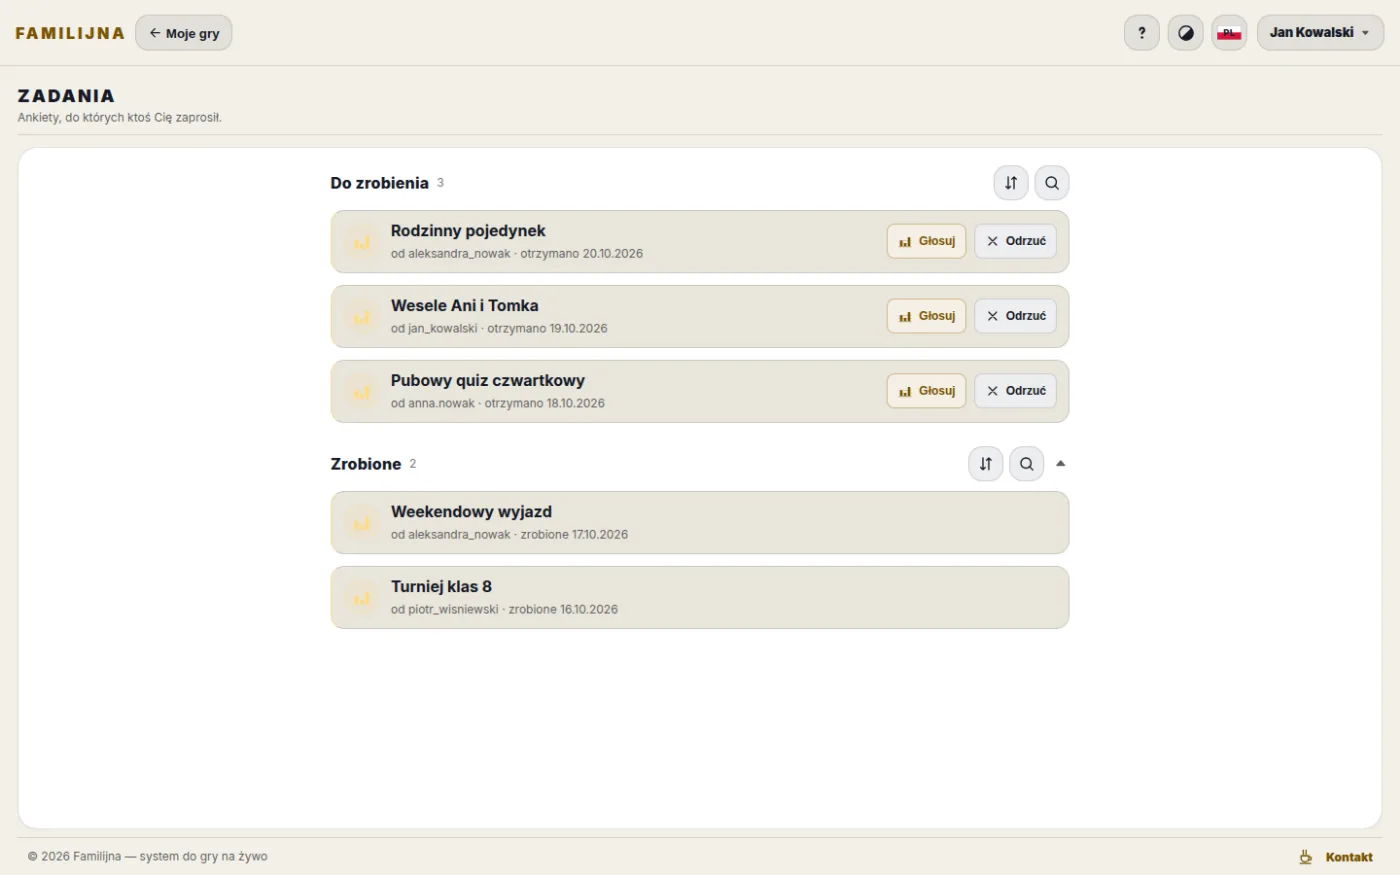 FAMILIJNA
← Moje gry
?
PL
Jan Kowalski
ZADANIA
Ankiety, do których ktoś Cię zaprosił.
Do zrobienia 3
Rodzinny pojedynek
od aleksandra_nowak · otrzymano 20.10.2026
Głosuj
Odrzuć
Wesele Ani i Tomka
od jan_kowalski · otrzymano 19.10.2026
Głosuj
Odrzuć
Pubowy quiz czwartkowy
od anna.nowak · otrzymano 18.10.2026
Głosuj
Odrzuć
Zrobione 2
Weekendowy wyjazd
od aleksandra_nowak · zrobione 17.10.2026
Turniej klas 8
od piotr_wisniewski · zrobione 16.10.2026
© 2026 Familijna — system do gry na żywo
Kontakt